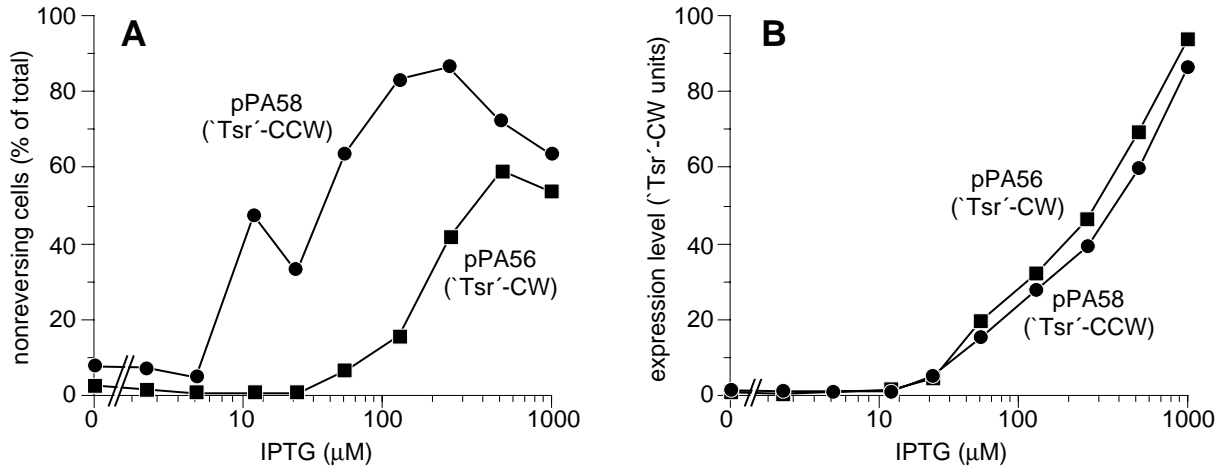 A
nonreversing cells (% of total)
100
80
60
40
20
0
pPA58
(`Tsr´-CCW)
pPA56
(`Tsr´-CW)
0
10
100
1000
IPTG (μM)
B
expression level (`Tsr´-CW units)
100
80
60
40
20
0
pPA56
(`Tsr´-CW)
pPA58
(`Tsr´-CCW)
0
10
100
1000
IPTG (μM)